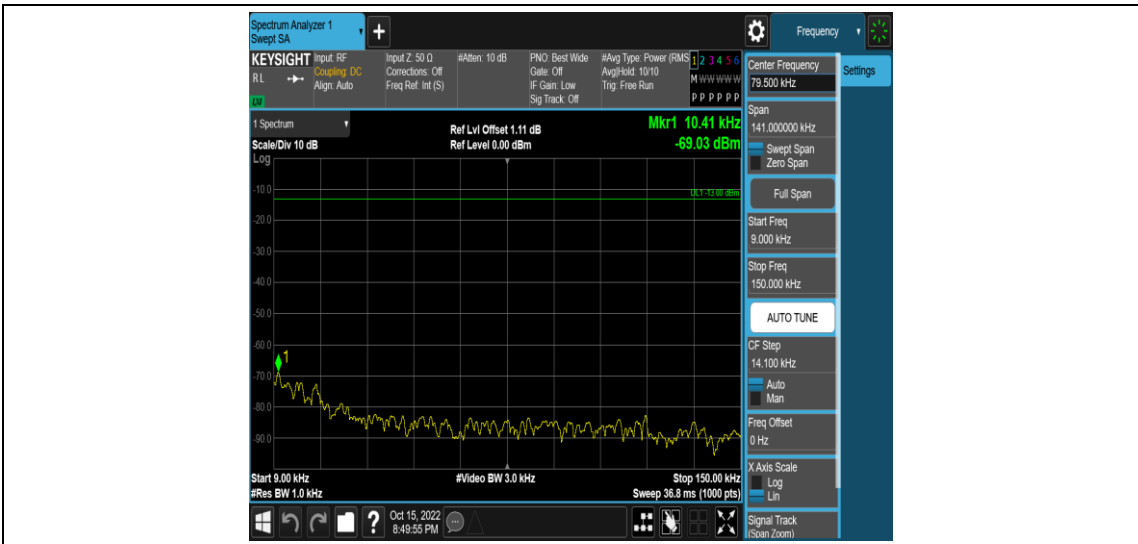 Spectrum Analyzer 1
Swept SA
Frequency
KEYSIGHT
RL
LXI
Input: RF
Coupling: DC
Align: Auto
Input Z: 50 Ω
Corrections: Off
Freq Ref: Int (S)
#Atten: 10 dB
PNO: Best Wide
Gate: Off
IF Gain: Low
Sig Track: Off
#Avg Type: Power (RMS
Avg|Hold: 10/10
Trig: Free Run
1 2 3 4 5 6
M W W W W W
P P P P P P
Center Frequency
79.500 kHz
Settings
Span
141.000000 kHz
Swept Span
Zero Span
Full Span
Start Freq
9.000 kHz
Stop Freq
150.000 kHz
AUTO TUNE
CF Step
14.100 kHz
Auto
Man
Freq Offset
0 Hz
X Axis Scale
Log
Lin
Signal Track
(Span Zoom)
1 Spectrum
Scale/Div 10 dB
Log
Ref Lvl Offset 1.11 dB
Ref Level 0.00 dBm
Mkr1 10.41 kHz
-69.03 dBm
DL1 -13.00 dBm
-10.0
-20.0
-30.0
-40.0
-50.0
-60.0
-70.0
-80.0
-90.0
1
Start 9.00 kHz
#Res BW 1.0 kHz
#Video BW 3.0 kHz
Stop 150.00 kHz
Sweep 36.8 ms (1000 pts)
?
Oct 15, 2022
8:49:55 PM